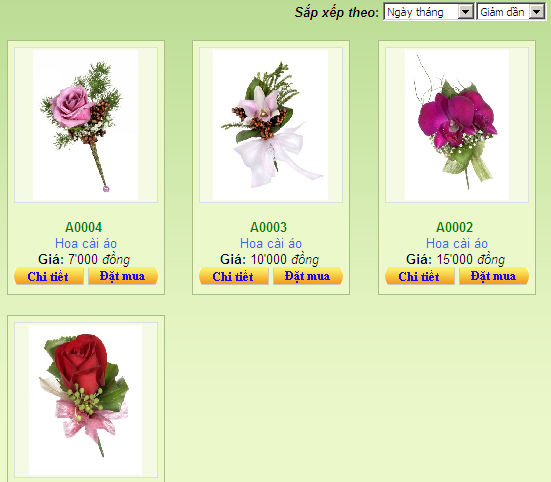 Sắp xếp theo: Ngày tháng Giảm dần
A0004
Hoa cài áo
Giá: 7'000 đồng
Chi tiết Đặt mua
A0003
Hoa cài áo
Giá: 10'000 đồng
Chi tiết Đặt mua
A0002
Hoa cài áo
Giá: 15'000 đồng
Chi tiết Đặt mua